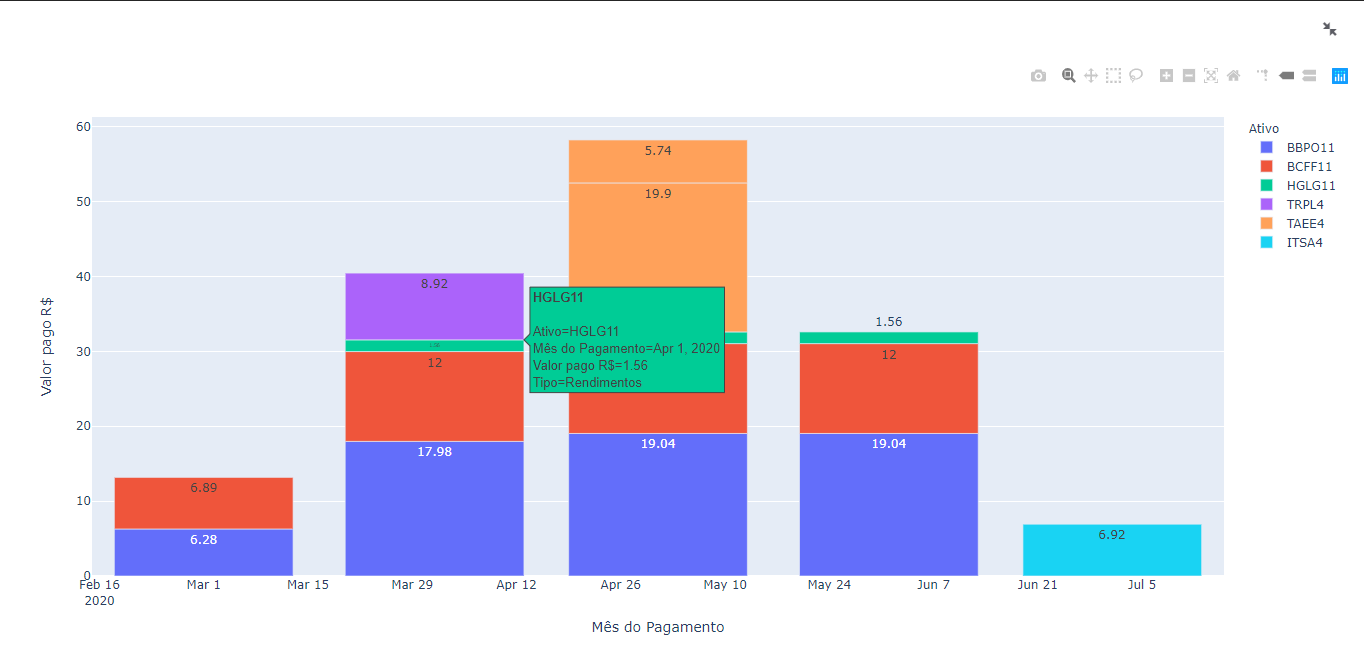 Ativo
BBPO11
BCFF11
HGLG11
TRPL4
TAEE4
ITSA4
60
50
40
30
20
10
0
Valor pago R$
5.74
19.9
8.92
12
17.98
6.89
6.28
19.04
1.56
12
19.04
6.92
HGLG11
Ativo=HGLG11
Mês do Pagamento=Apr 1, 2020
Valor pago R$=1.56
Tipo=Rendimentos
Feb 16 Mar 1 Mar 15 Mar 29 Apr 12 Apr 26 May 10 May 24 Jun 7 Jun 21 Jul 5
2020
Mês do Pagamento